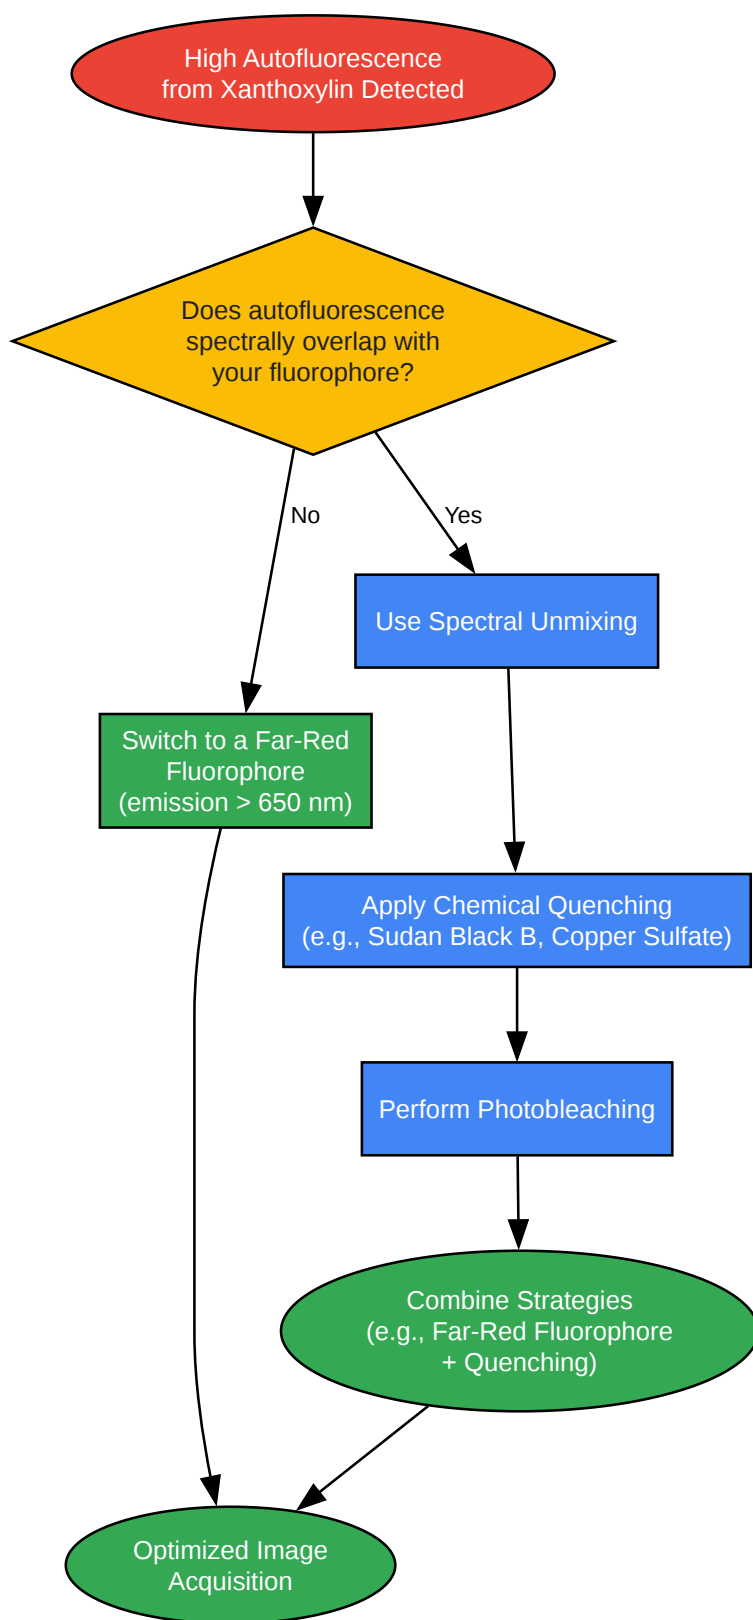 High Autofluorescence
from Xanthoxylin Detected
Does autofluorescence
spectrally overlap with
your fluorophore?
No
Yes
Use Spectral Unmixing
Switch to a Far-Red
Fluorophore
(emission > 650 nm)
Apply Chemical Quenching
(e.g., Sudan Black B, Copper Sulfate)
Perform Photobleaching
Combine Strategies
(e.g., Far-Red Fluorophore
+ Quenching)
Optimized Image
Acquisition